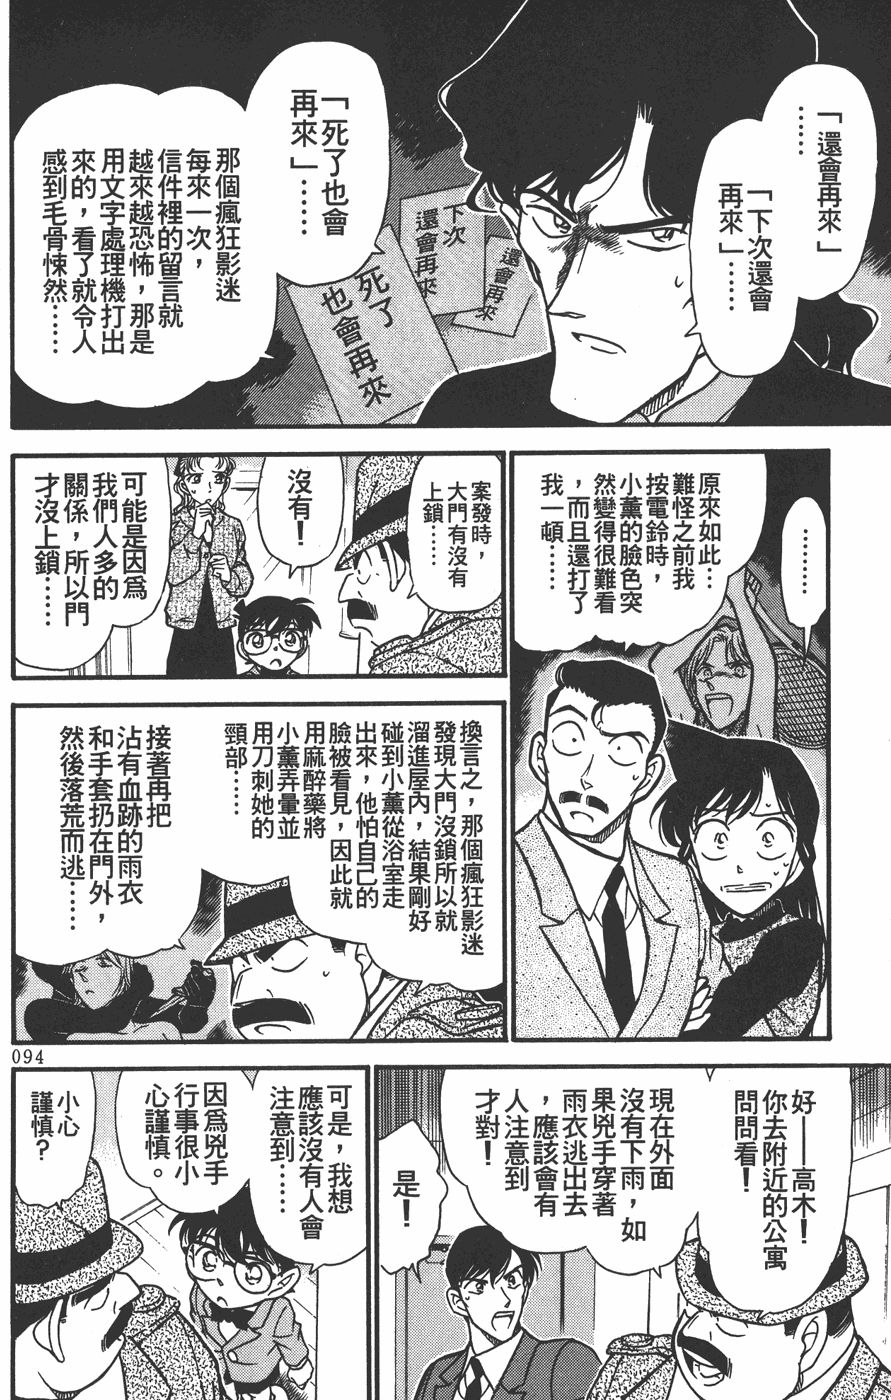 「還會再來」
……
「下次還會
再來」……
「死了也會
再來」……
那個瘋狂影迷
每來一次，
信件裡的留言就
越來越恐怖，那是
用文字處理機打出
來的，看了就令人
感到毛骨悚然……
還會再來
下次
還會再來
死了
也會再來
………
原來如此…
難怪之前我
按電鈴時，
小薰的臉色突
然變得很難看
，而且還打了
我一頓……
案發時，
大門有沒有
上鎖……
沒有！
可能是因為
我們人多的
關係，所以門
才沒上鎖……
換言之，那個瘋狂影迷
發現大門沒鎖所以就
溜進屋內，結果剛好
碰到小薰從浴室走
出來，他怕自己的
臉被看見，因此就
用麻醉藥將
小薰弄暈並
用刀刺她的
頸部……
接著再把
沾有血跡的雨衣
和手套扔在門外，
然後落荒而逃……
094
好——高木！
你去附近的公寓
問問看！
現在外面
沒有下雨，如
果兇手穿著
雨衣逃出去
，應該會有
人注意到
才對！
是！
可是，我想
應該沒有人會
注意到……
因為兇手
行事很小
心謹慎。
小心
謹慎？